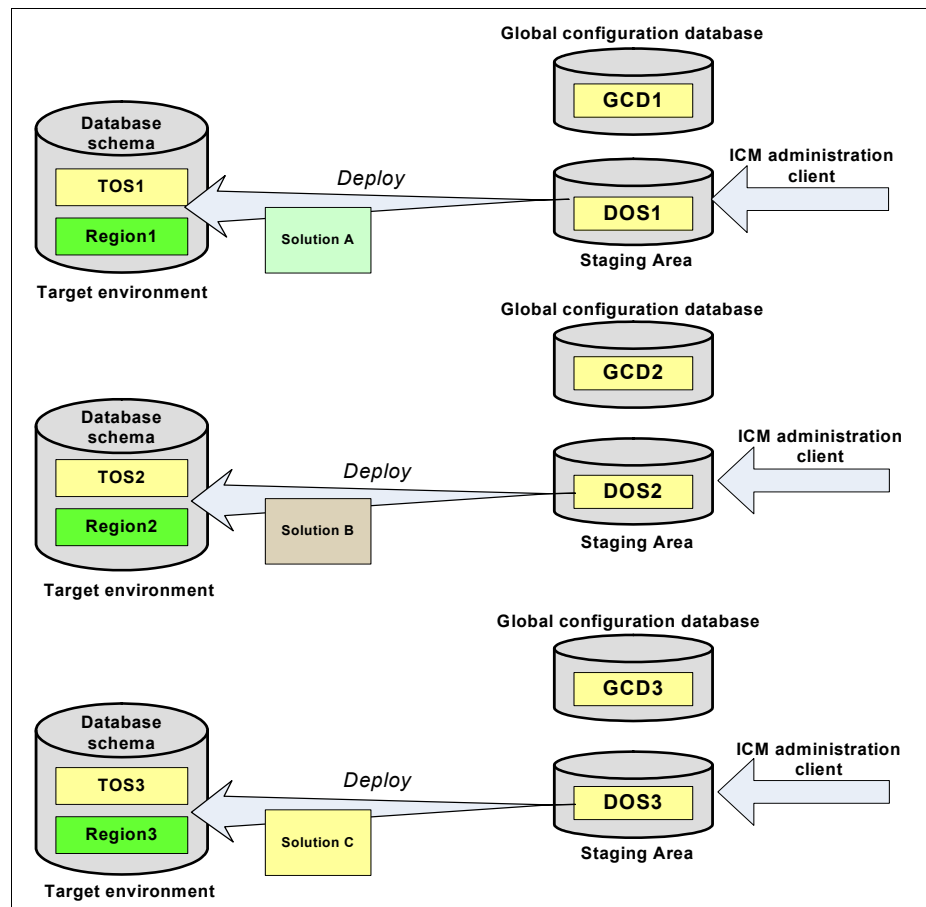 Global configuration database
GCD1
Database
schema
TOS1
Region1
Target environment
Deploy
Solution A
DOS1
Staging Area
ICM administration
client
Global configuration database
GCD2
Database
schema
TOS2
Region2
Target environment
Deploy
Solution B
DOS2
Staging Area
ICM administration
client
Global configuration database
GCD3
Database
schema
TOS3
Region3
Target environment
Deploy
Solution C
DOS3
Staging Area
ICM administration
client